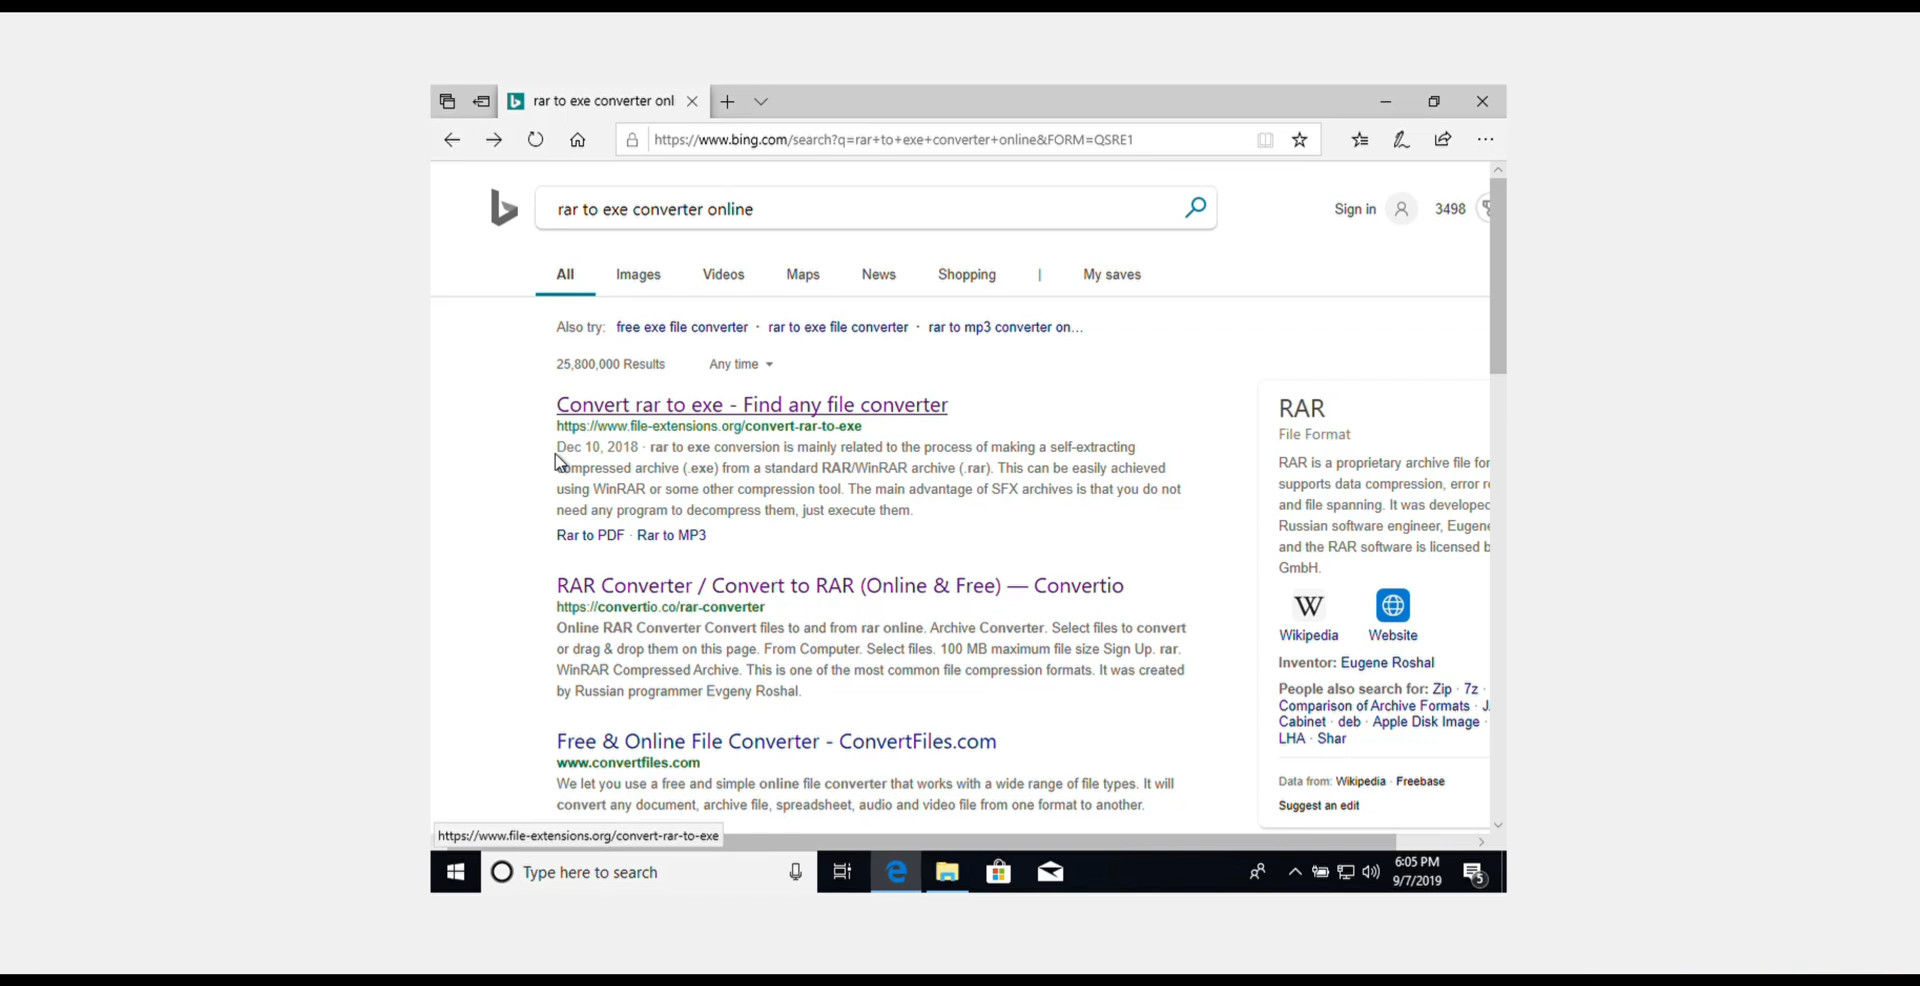 rar to exe converter onl
https://www.bing.com/search?q=rar+to+exe+converter+online&FORM=QSRE1
rar to exe converter online
Sign in 3498
All Images Videos Maps News Shopping | My saves
Also try: free exe file converter · rar to exe file converter · rar to mp3 converter on...
25,800,000 Results Any time
Convert rar to exe - Find any file converter
https://www.file-extensions.org/convert-rar-to-exe
Dec 10, 2018 · rar to exe conversion is mainly related to the process of making a self-extracting
compressed archive (.exe) from a standard RAR/WinRAR archive (.rar). This can be easily achieved
using WinRAR or some other compression tool. The main advantage of SFX archives is that you do not
need any program to decompress them, just execute them.
Rar to PDF · Rar to MP3
RAR Converter / Convert to RAR (Online & Free) — Convertio
https://convertio.co/rar-converter
Online RAR Converter Convert files to and from rar online. Archive Converter. Select files to convert
or drag & drop them on this page. From Computer. Select files. 100 MB maximum file size Sign Up. rar.
WinRAR Compressed Archive. This is one of the most common file compression formats. It was created
by Russian programmer Evgeny Roshal.
Free & Online File Converter - ConvertFiles.com
www.convertfiles.com
We let you use a free and simple online file converter that works with a wide range of file types. It will
convert any document, archive file, spreadsheet, audio and video file from one format to another.
RAR
File Format
RAR is a proprietary archive file for
supports data compression, error r
and file spanning. It was developed
Russian software engineer, Eugene
and the RAR software is licensed b
GmbH.
W
Wikipedia Website
Inventor: Eugene Roshal
People also search for: Zip · 7z ·
Comparison of Archive Formats · J
Cabinet · deb · Apple Disk Image ·
LHA · Shar
Data from: Wikipedia · Freebase
Suggest an edit
https://www.file-extensions.org/convert-rar-to-exe
Type here to search
6:05 PM
9/7/2019
5